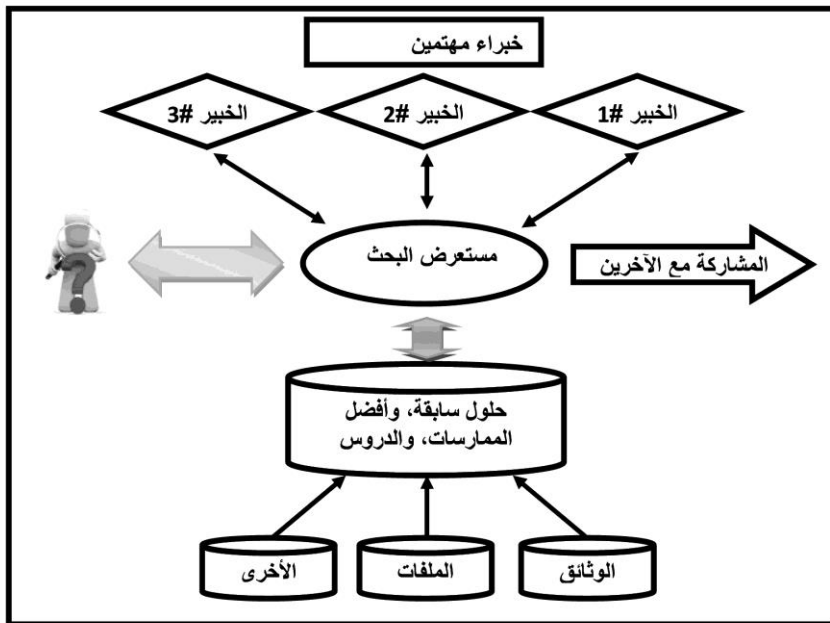 خبراء مهتمين
الخبير #1
الخبير #2
الخبير #3
مستعرض البحث
المشاركة مع الآخرين
حلول سابقة، وأفضل
الممارسات، والدروس
الوثائق
الملفات
الأخرى